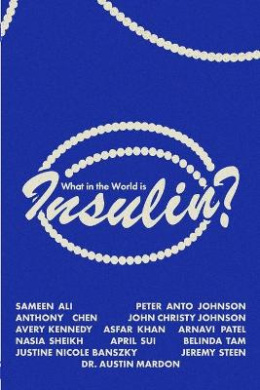 What in the World is
Insulin?
SAMEEN ALI PETER ANTO JOHNSON
ANTHONY CHEN JOHN CHRISTY JOHNSON
AVERY KENNEDY ASFAR KHAN ARNAVI PATEL
NASIA SHEIKH APRIL SUI BELINDA TAM
JUSTINE NICOLE BANSZKY JEREMY STEEN
DR. AUSTIN MARDON